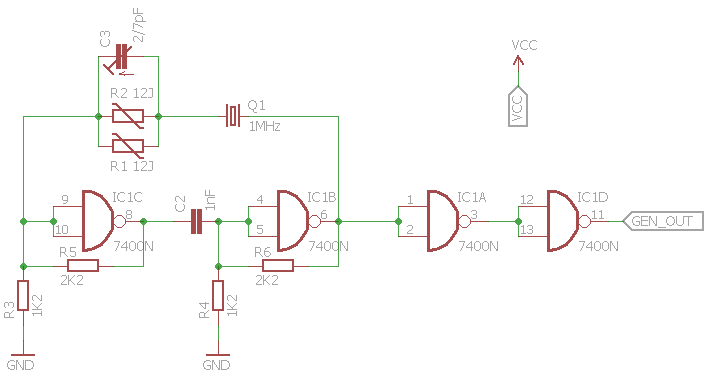 C3
2/7pF
R2 12J
R1 12J
Q1
1MHz
VCC
VCC
9
10
IC1C
8
7400N
C2
1nF
4
5
IC1B
6
7400N
1
2
IC1A
3
7400N
12
13
IC1D
11
7400N
GEN_OUT
R5
2K2
R6
2K2
R3
1K2
R4
1K2
GND
GND